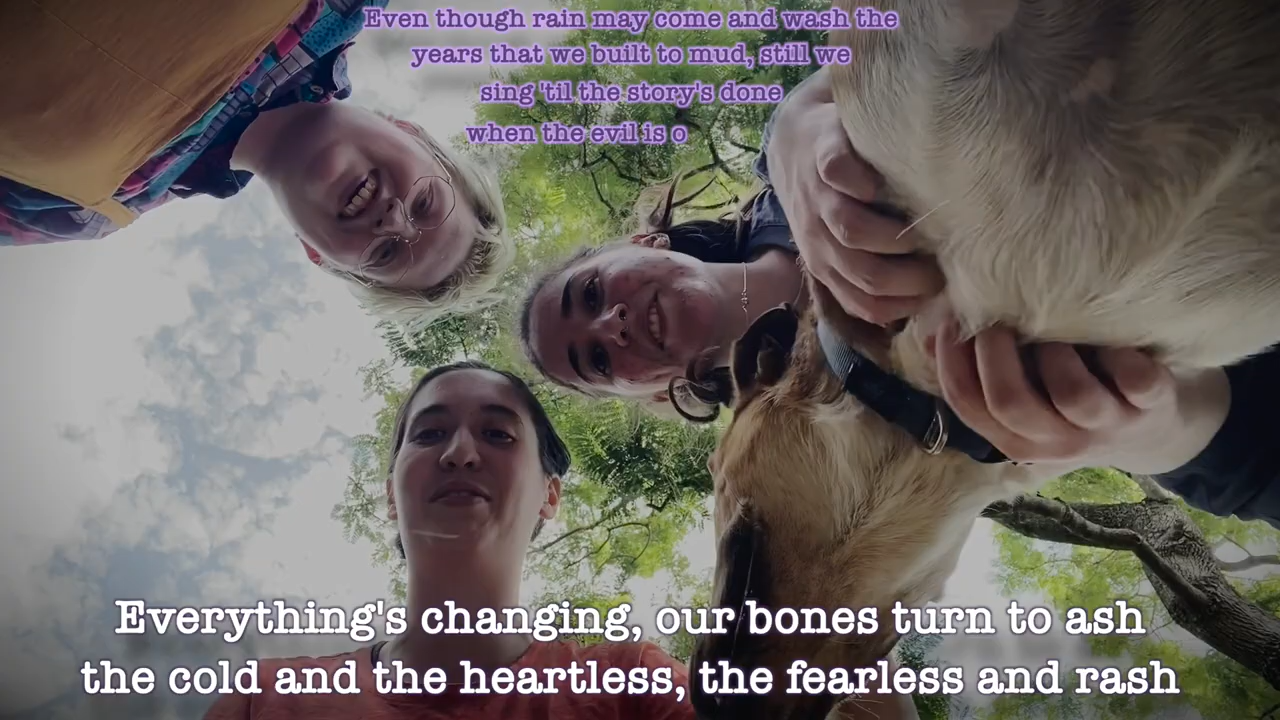 Even though rain may come and wash the
years that we built to mud, still we
sing 'til the story's done
when the evil is o
Everything's changing, our bones turn to ash
the cold and the heartless, the fearless and rash